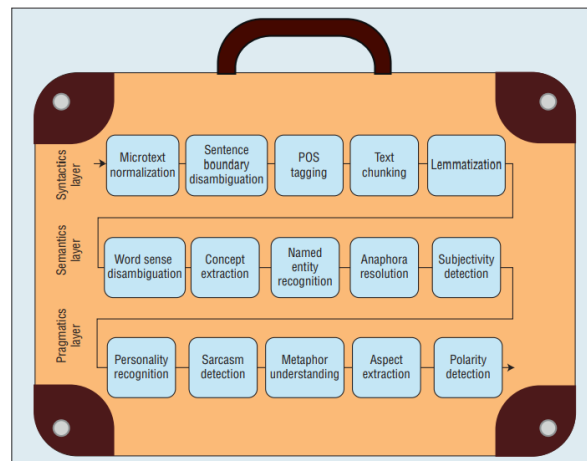 Syntactics
layer
Microtext
normalization
Sentence
boundary
disambiguation
POS
tagging
Text
chunking
Lemmatization
Semantics
layer
Word sense
disambiguation
Concept
extraction
Named
entity
recognition
Anaphora
resolution
Subjectivity
detection
Pragmatics
layer
Personality
recognition
Sarcasm
detection
Metaphor
understanding
Aspect
extraction
Polarity
detection